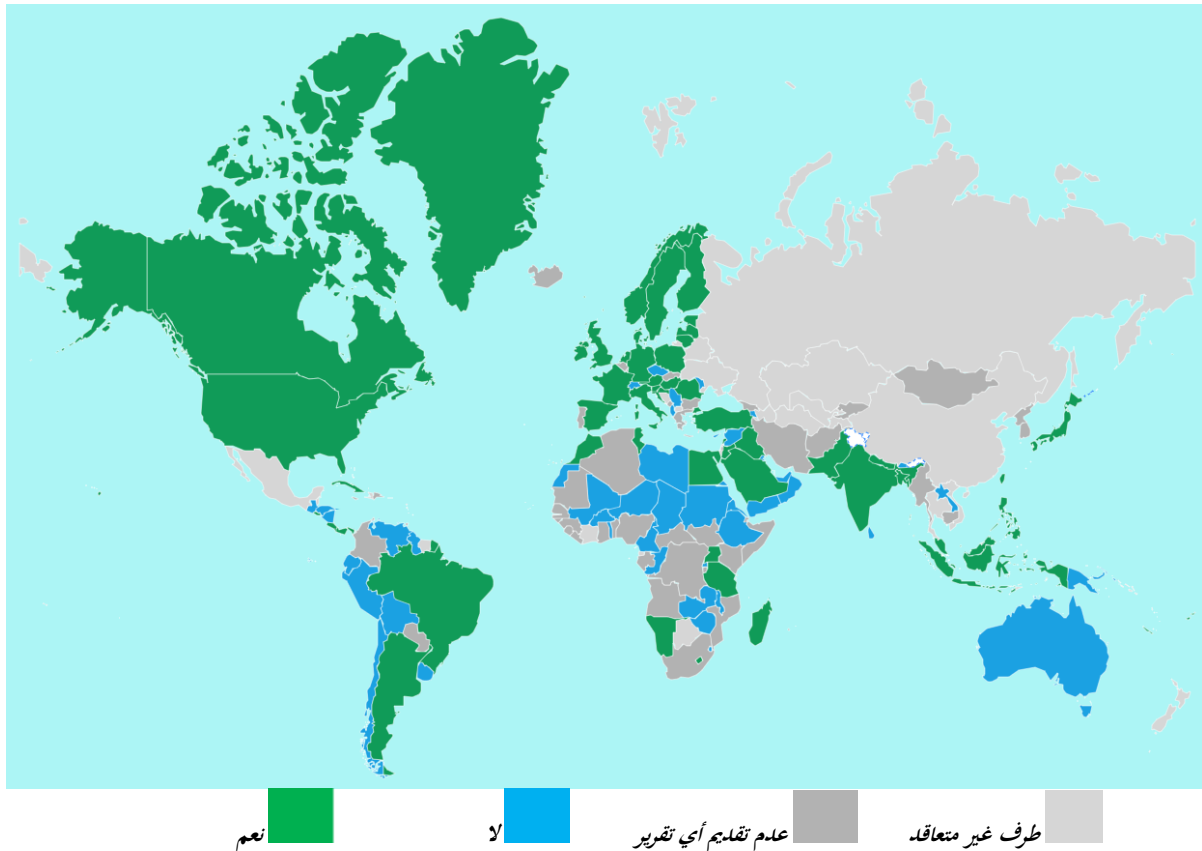 طرف غير متعاقد
عدم تقديم أي تقرير
لا
نعم